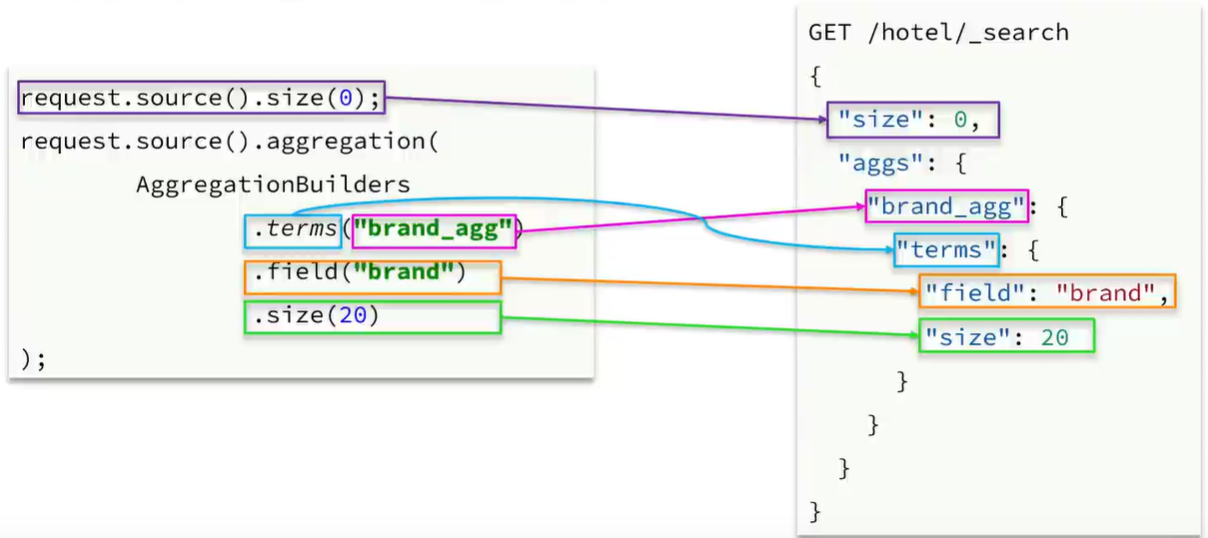 request.source().size(0);
request.source().aggregation(
AggregationBuilders
.terms("brand_agg")
.field("brand")
.size(20)
);
GET /hotel/_search
{
"size": 0,
"aggs": {
"brand_agg": {
"terms": {
"field": "brand",
"size": 20
}
}
}
}